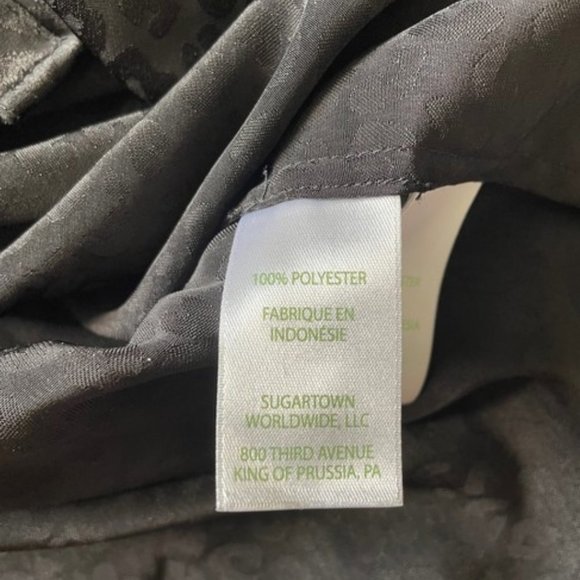 100% POLYESTER
FABRIQUE EN
INDONÉSIE
SUGARTOWN
WORLDWIDE, LLC
800 THIRD AVENUE
KING OF PRUSSIA, PA